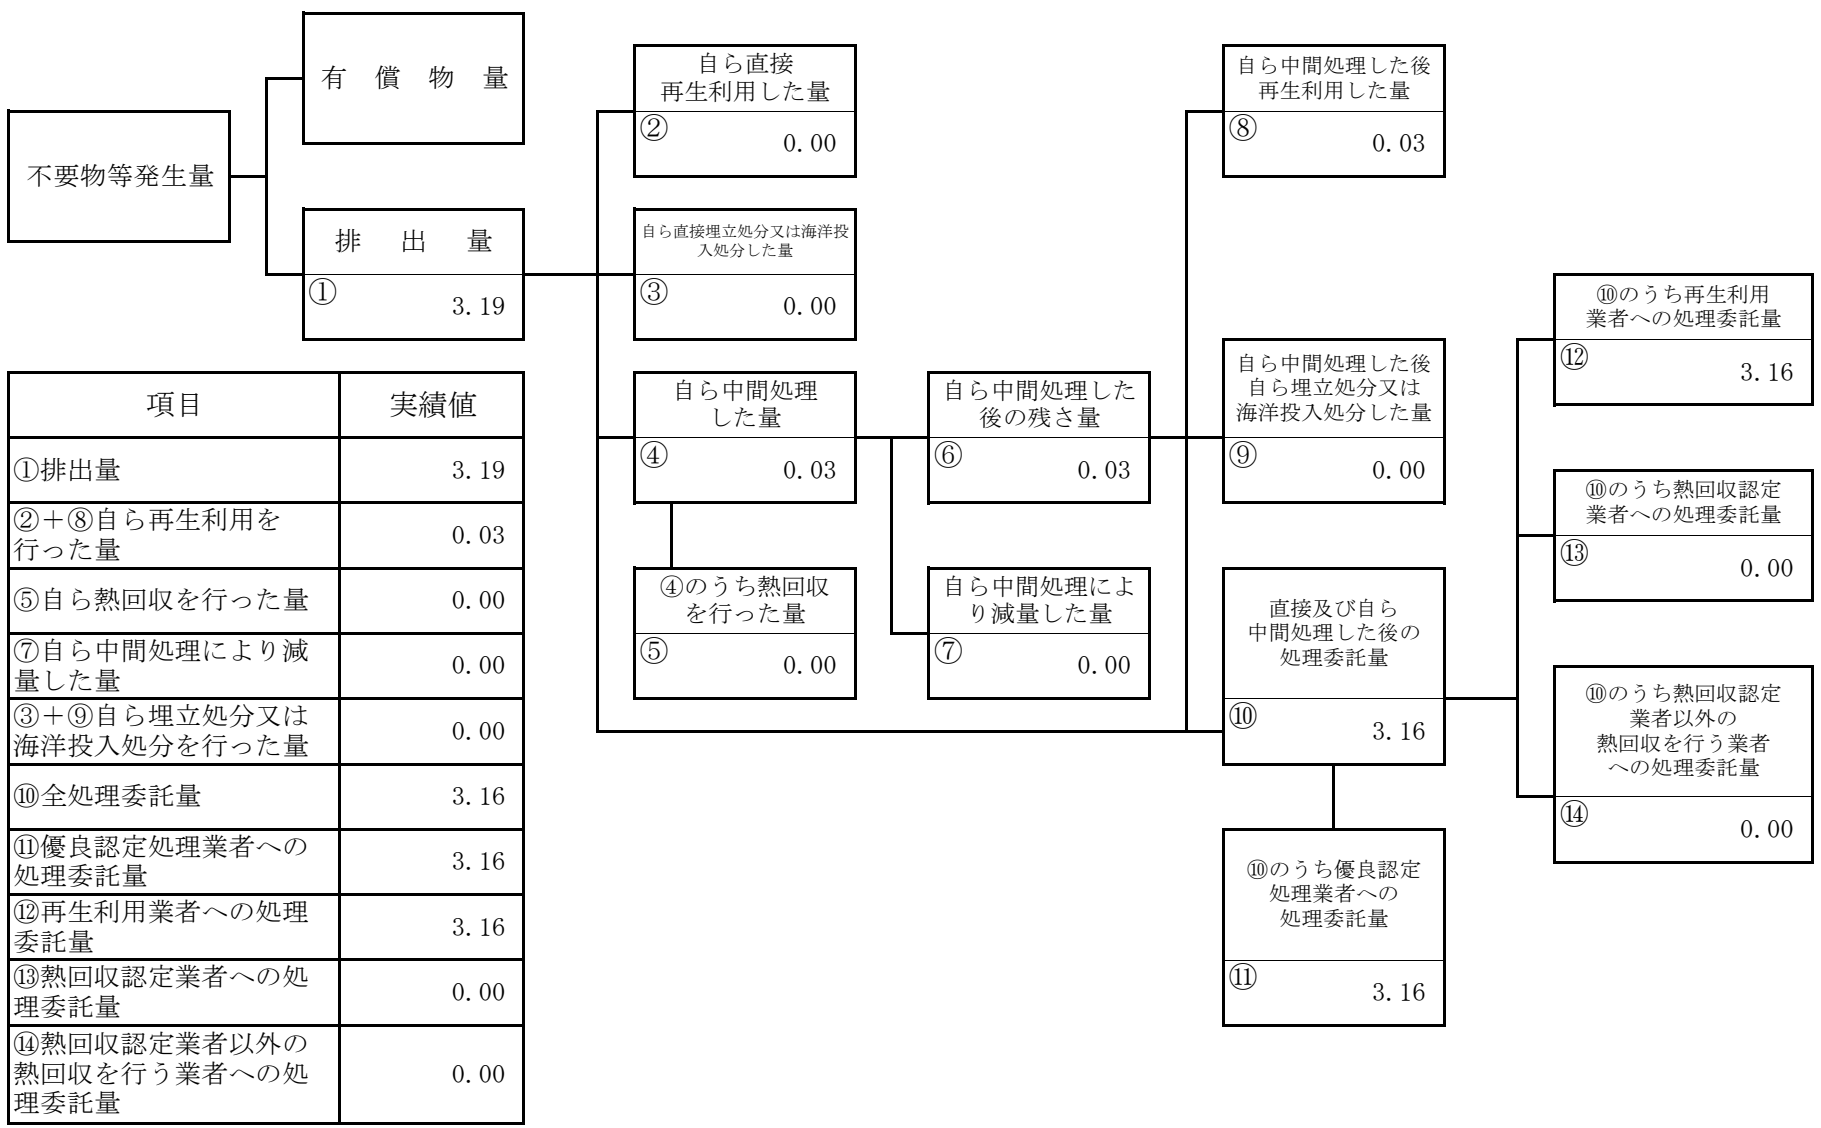 有償物量
不要物等発生量
排出量
①
3.19
自ら直接
再生利用した量
②
0.00
自ら直接埋立処分又は海洋投
入処分した量
③
0.00
自ら中間処理
した量
④
0.03
④のうち熱回収
を行った量
⑤
0.00
自ら中間処理した
後の残さ量
⑥
0.03
自ら中間処理によ
り減量した量
⑦
0.00
自ら中間処理した後
再生利用した量
⑧
0.03
自ら中間処理した後
自ら埋立処分又は
海洋投入処分した量
⑨
0.00
直接及び自ら
中間処理した後の
処理委託量
⑩
3.16
⑩のうち優良認定
処理業者への
処理委託量
⑪
3.16
⑩のうち再生利用
業者への処理委託量
⑫
3.16
⑩のうち熱回収認定
業者への処理委託量
⑬
0.00
⑩のうち熱回収認定
業者以外の
熱回収を行う業者
への処理委託量
⑭
0.00
項目 実績値
①排出量 3.19
②＋⑧自ら再生利用を
行った量 0.03
⑤自ら熱回収を行った量 0.00
⑦自ら中間処理により減
量した量 0.00
③＋⑨自ら埋立処分又は
海洋投入処分を行った量 0.00
⑩全処理委託量 3.16
⑪優良認定処理業者への
処理委託量 3.16
⑫再生利用業者への処理
委託量 3.16
⑬熱回収認定業者への処
理委託量 0.00
⑭熱回収認定業者以外の
熱回収を行う業者への処 0.00
理委託量